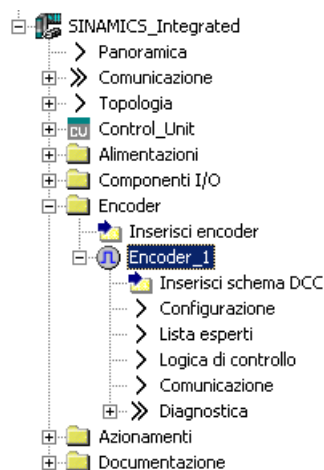 SINAMICS_Integrated
Panoramica
Comunicazione
Topologia
CU Control_Unit
Alimentazioni
Componenti I/O
Encoder
Inserisci encoder
Encoder_1
Inserisci schema DCC
Configurazione
Lista esperti
Logica di controllo
Comunicazione
Diagnostica
Azionamenti
Documentazione